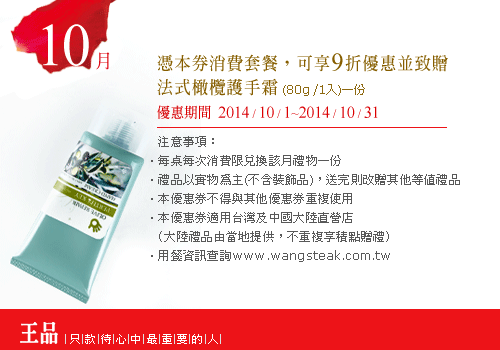 10月
憑本券消費套餐，可享9折優惠並致贈
法式橄欖護手霜 (80g /1入)一份
優惠期間 2014 / 10 / 1~2014 / 10 / 31
注意事項：
· 每桌每次消費限兌換該月禮物一份
· 禮品以實物為主(不含裝飾品)，送完則改贈其他等值禮品
· 本優惠券不得與其他優惠券重複使用
· 本優惠券適用台灣及中國大陸直營店
(大陸禮品由當地提供，不重複享積點贈禮)
· 用餐資訊查詢www.wangsteak.com.tw
王品 |只|款|待|心|中|最|重|要|的|人|